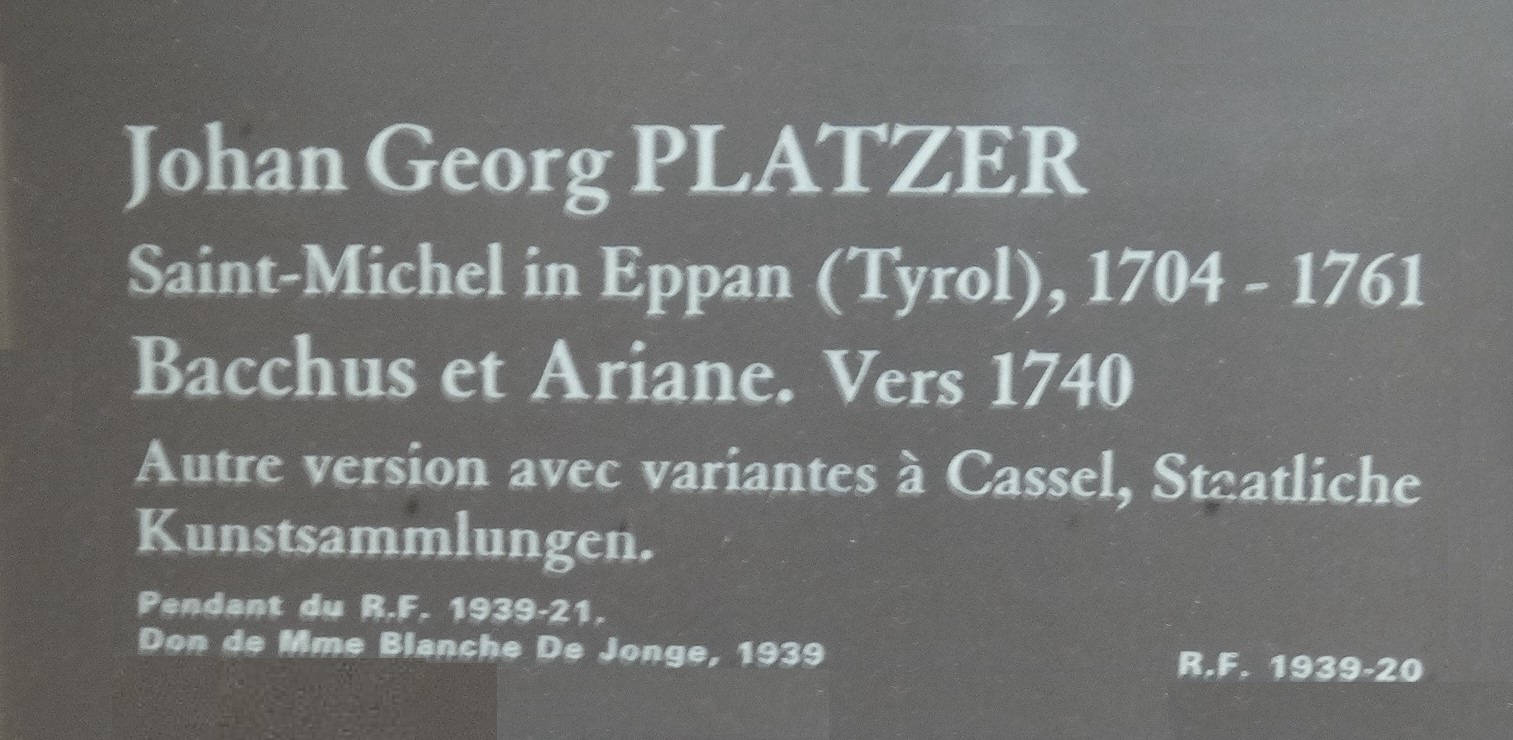 Johan Georg PLATZER
Saint-Michel in Eppan (Tyrol), 1704 - 1761
Bacchus et Ariane. Vers 1740
Autre version avec variantes à Cassel, Staatliche
Kunstsammlungen.
Pendant du R.F. 1939-21.
Don de Mme Blanche De Jonge, 1939
R.F. 1939-20